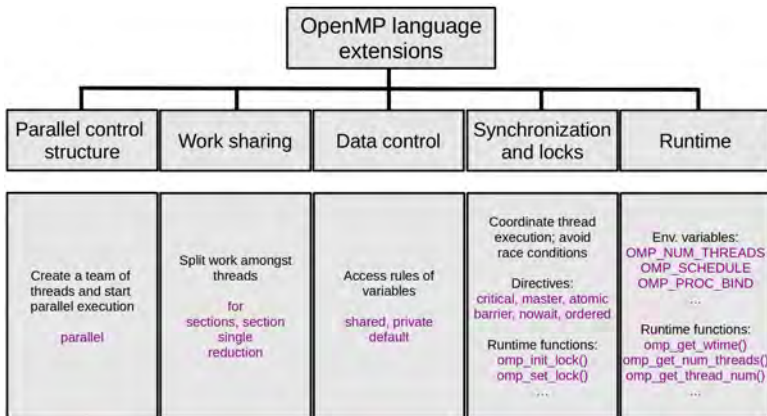 OpenMP language
extensions
Parallel control
structure
Work sharing
Data control
Synchronization
and locks
Runtime
Create a team of
threads and start
parallel execution
parallel
Split work amongst
threads
for
sections, section
single
reduction
Access rules of
variables
shared, private
default
Coordinate thread
execution; avoid
race conditions
Directives:
critical, master, atomic
barrier, nowait, ordered
Runtime functions:
omp_init_lock()
omp_set_lock()
...
Env. variables:
OMP_NUM_THREADS
OMP_SCHEDULE
OMP_PROC_BIND
...
Runtime functions:
omp_get_wtime()
omp_get_num_threads()
omp_get_thread_num()
...